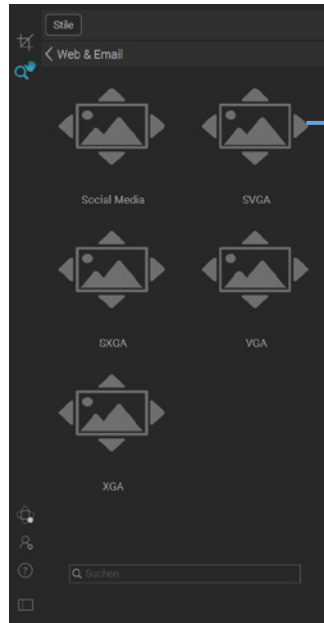 Stile
Web & Email
Social Media
SVGA
SXGA
VGA
XGA
Suchen